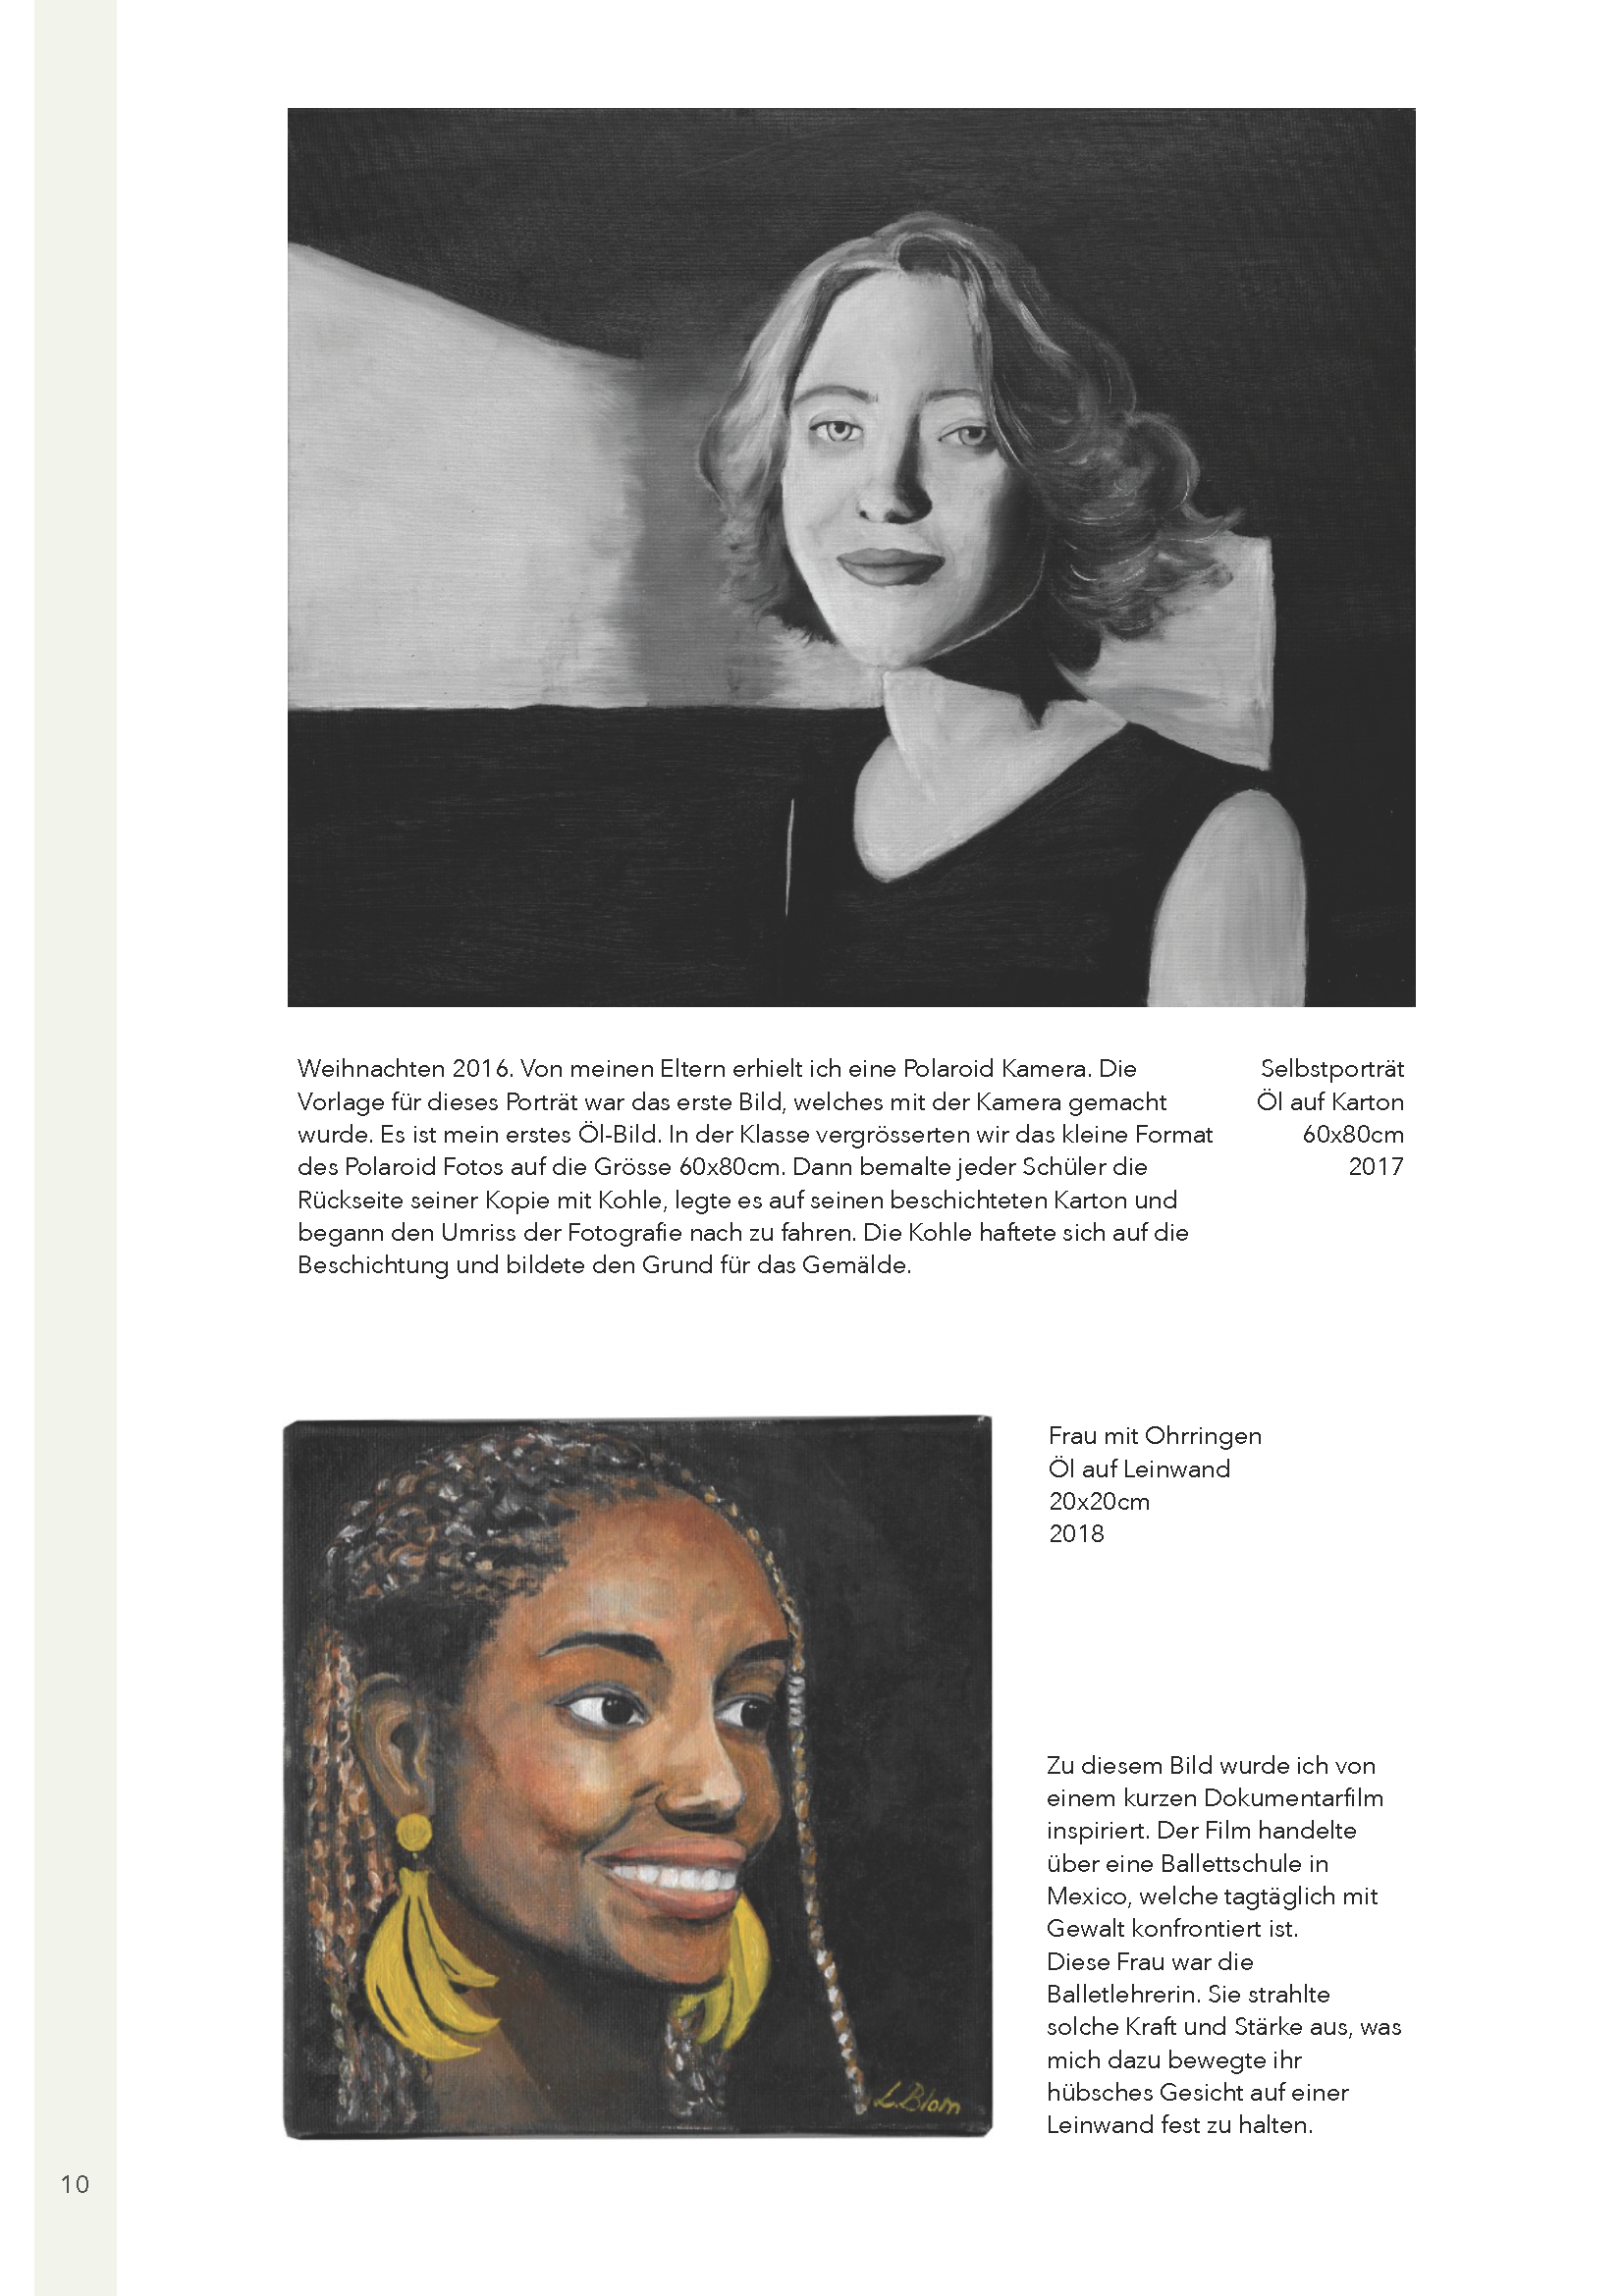 Weihnachten 2016. Von meinen Eltern erhielt ich eine Polaroid Kamera. Die
Vorlage für dieses Porträt war das erste Bild, welches mit der Kamera gemacht
wurde. Es ist mein erstes Öl-Bild. In der Klasse vergrösserten wir das kleine Format
des Polaroid Fotos auf die Grösse 60x80cm. Dann bemalte jeder Schüler die
Rückseite seiner Kopie mit Kohle, legte es auf seinen beschichteten Karton und
begann den Umriss der Fotografie nach zu fahren. Die Kohle haftete sich auf die
Beschichtung und bildete den Grund für das Gemälde.
Selbstporträt
Öl auf Karton
60x80cm
2017
Frau mit Ohrringen
Öl auf Leinwand
20x20cm
2018
Zu diesem Bild wurde ich von
einem kurzen Dokumentarfilm
inspiriert. Der Film handelte
über eine Ballettschule in
Mexico, welche tagtäglich mit
Gewalt konfrontiert ist.
Diese Frau war die
Balletlehrerin. Sie strahlte
solche Kraft und Stärke aus, was
mich dazu bewegte ihr
hübsches Gesicht auf einer
Leinwand fest zu halten.
L.Blom
10